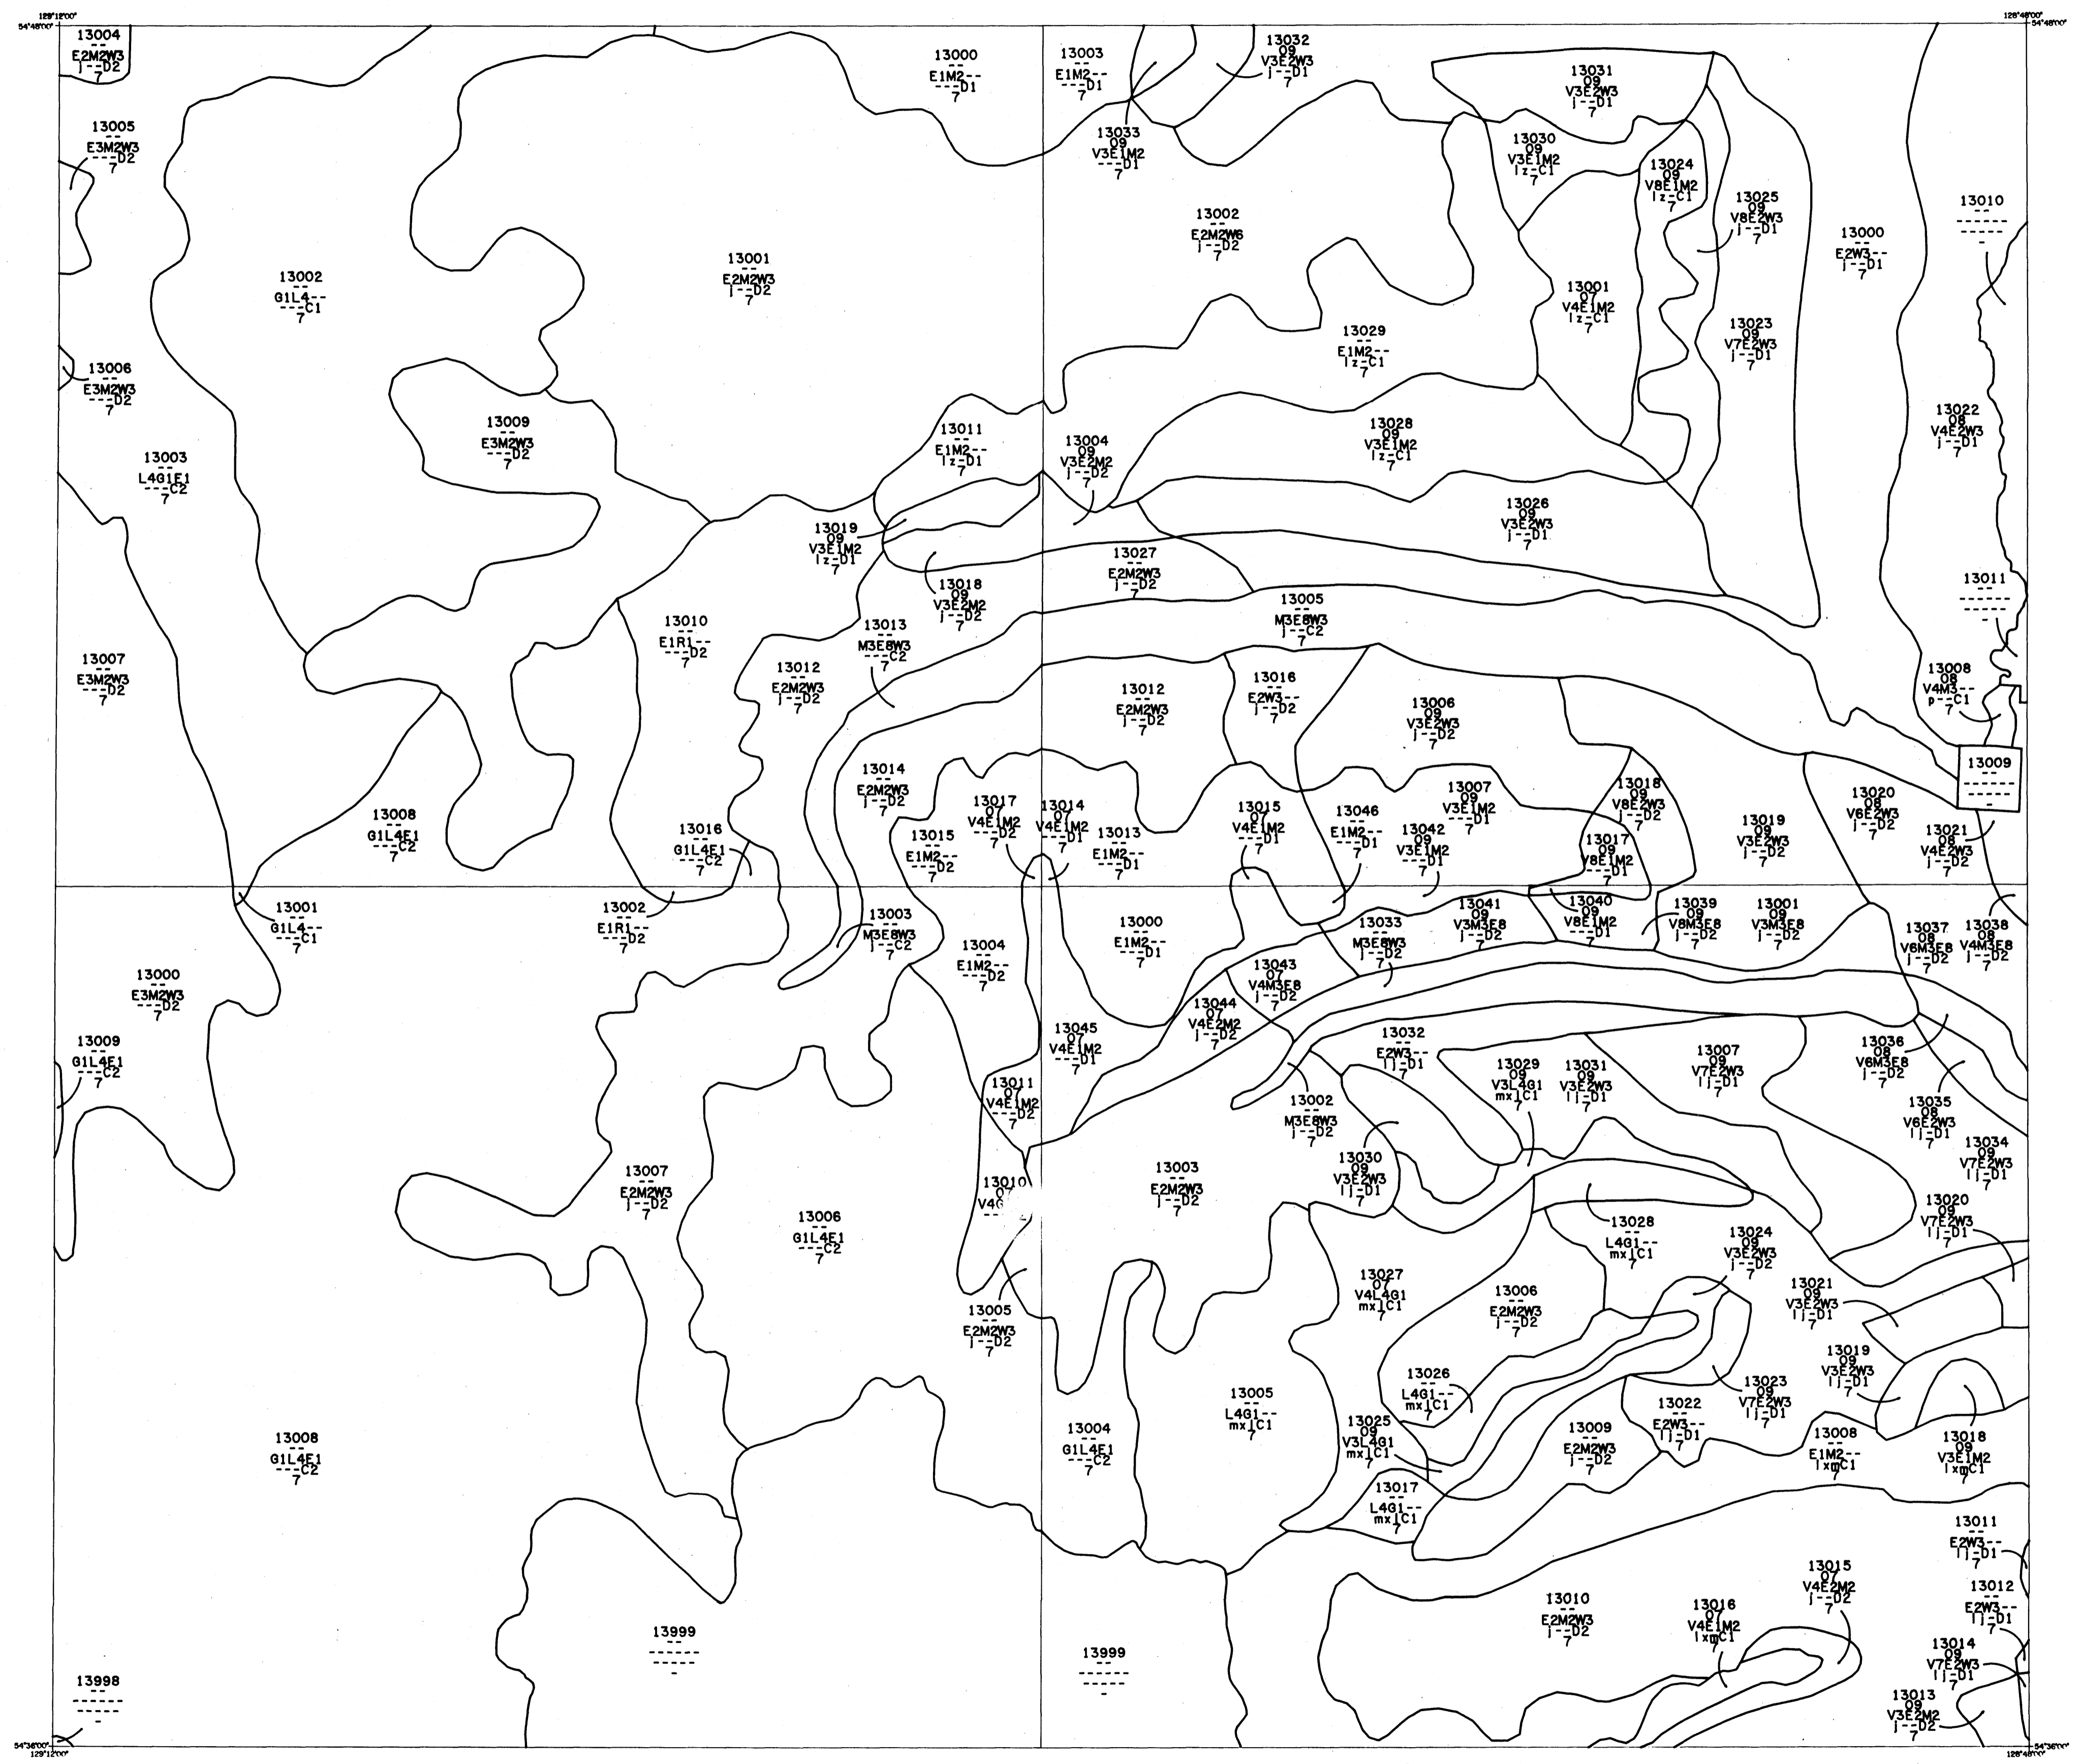 129°12'00"
54°48'00"
128°48'00"
54°48'00"
13004
--
E2M2W3
j--D2
7
13005
--
E3M2W3
---D2
7
13002
--
G1L4--
---C1
7
13006
--
E3M2W3
---D2
7
13003
--
L4G1E1
---C2
7
13009
--
E3M2W3
---D2
7
13001
--
E2M2W3
j--D2
7
13000
--
E1M2--
---D1
7
13011
--
E1M2--
lz-D1
7
13019
09
V3E1M2
lz-D1
7
13018
09
V3E2M2
j--D2
7
13010
--
E1R1--
---D2
7
13013
--
M3E8W3
---C2
7
13012
--
E2M2W3
j--D2
7
13007
--
E3M2W3
---D2
7
13008
--
G1L4E1
---C2
7
13016
--
G1L4E1
---C2
7
13014
--
E2M2W3
j--D2
7
13015
--
E1M2--
---D2
7
13017
07
V4E1M2
---D2
7
13003
--
E1M2--
---D1
7
13032
09
V3E2W3
j--D1
7
13033
09
V3E1M2
---D1
7
13031
09
V3E2W3
j--D1
7
13030
09
V3E1M2
lz-C1
7
13024
09
V8E1M2
lz-C1
7
13025
09
V8E2W3
j--D1
7
13002
--
E2M2W6
j--D2
7
13000
--
E2W3--
j--D1
7
13010
--
------
-----
-
13001
07
V4E1M2
lz-C1
7
13029
--
E1M2--
lz-C1
7
13023
09
V7E2W3
j--D1
7
13004
09
V3E2M2
j--D2
7
13028
09
V3E1M2
lz-C1
7
13022
08
V4E2W3
j--D1
7
13026
09
V3E2W3
j--D1
7
13027
--
E2M2W3
j--D2
7
13005
--
M3E8W3
j--C2
7
13011
--
------
-----
-
13008
08
V4M3--
p--C1
7
13012
--
E2M2W3
j--D2
7
13016
--
E2W3--
j--D2
7
13006
09
V3E2W3
j--D2
7
13009
--
------
-----
-
13014
07
V4E1M2
---D1
7
13013
--
E1M2--
---D1
7
13015
07
V4E1M2
---D1
7
13046
--
E1M2--
---D1
7
13042
09
V3E1M2
---D1
7
13007
09
V3E1M2
---D1
7
13018
09
V8E2W3
j--D2
7
13017
09
V8E1M2
---D1
7
13019
09
V3E2W3
j--D2
7
13020
08
V6E2W3
j--D2
7
13021
08
V4E2W3
j--D2
7
13001
--
G1L4--
---C1
7
13002
--
E1R1--
---D2
7
13003
--
M3E8W3
j--C2
7
13004
--
E1M2--
---D2
7
13000
--
E3M2W3
---D2
7
13009
--
G1L4E1
---C2
7
13011
07
V4E1M2
---D2
7
13007
--
E2M2W3
j--D2
7
13006
--
G1L4E1
---C2
7
13010
13005
--
E2M2W3
j--D2
7
13008
--
G1L4E1
---C2
7
13999
--
------
-----
-
13998
--
------
-----
-
13000
--
E1M2--
---D1
7
13033
--
M3E8W3
j--D2
7
13041
09
V3M3E8
j--D2
7
13040
09
V8E1M2
---D1
7
13039
09
V8M3E8
j--D2
7
13001
09
V3M3E8
j--D2
7
13037
08
V6M3E8
j--D2
7
13038
08
V4M3E8
j--D2
7
13043
07
V4M3E8
j--D2
7
13044
07
V4E2M2
j--D2
7
13045
07
V4E1M2
---D1
7
13032
--
E2W3--
lj-D1
7
13029
09
V3L4G1
mxlC1
7
13031
09
V3E2W3
lj-D1
7
13007
09
V7E2W3
lj-D1
7
13036
08
V6M3E8
j--D2
7
13035
08
V6E2W3
lj-D1
7
13034
09
V7E2W3
lj-D1
7
13002
--
M3E8W3
j--D2
7
13030
09
V3E2W3
lj-D1
7
13003
--
E2M2W3
j--D2
7
13020
09
V7E2W3
lj-D1
7
13028
--
L4G1--
mxlC1
7
13024
09
V3E2W3
j--D2
7
13027
07
V4L4G1
mxlC1
7
13006
--
E2M2W3
j--D2
7
13021
09
V3E2W3
lj-D1
7
13019
09
V3E2W3
lj-D1
7
13026
--
L4G1--
mxlC1
7
13023
09
V7E2W3
lj-D1
7
13005
--
L4G1--
mxlC1
7
13022
--
E2W3--
lj-D1
7
13025
09
V3L4G1
mxlC1
7
13004
--
G1L4E1
---C2
7
13009
--
E2M2W3
j--D2
7
13008
--
E1M2--
lxmC1
7
13018
09
V3E1M2
lxmC1
7
13017
--
L4G1--
mxlC1
7
13011
--
E2W3--
lj-D1
7
13015
07
V4E2M2
j--D2
7
13012
--
E2W3--
lj-D1
7
13010
--
E2M2W3
j--D2
7
13016
07
V4E1M2
lxmC1
7
13014
09
V7E2W3
lj-D1
7
13013
09
V3E2M2
j--D2
7
13999
--
------
-----
-
54°36'00"
129°12'00"
54°36'00"
128°48'00"